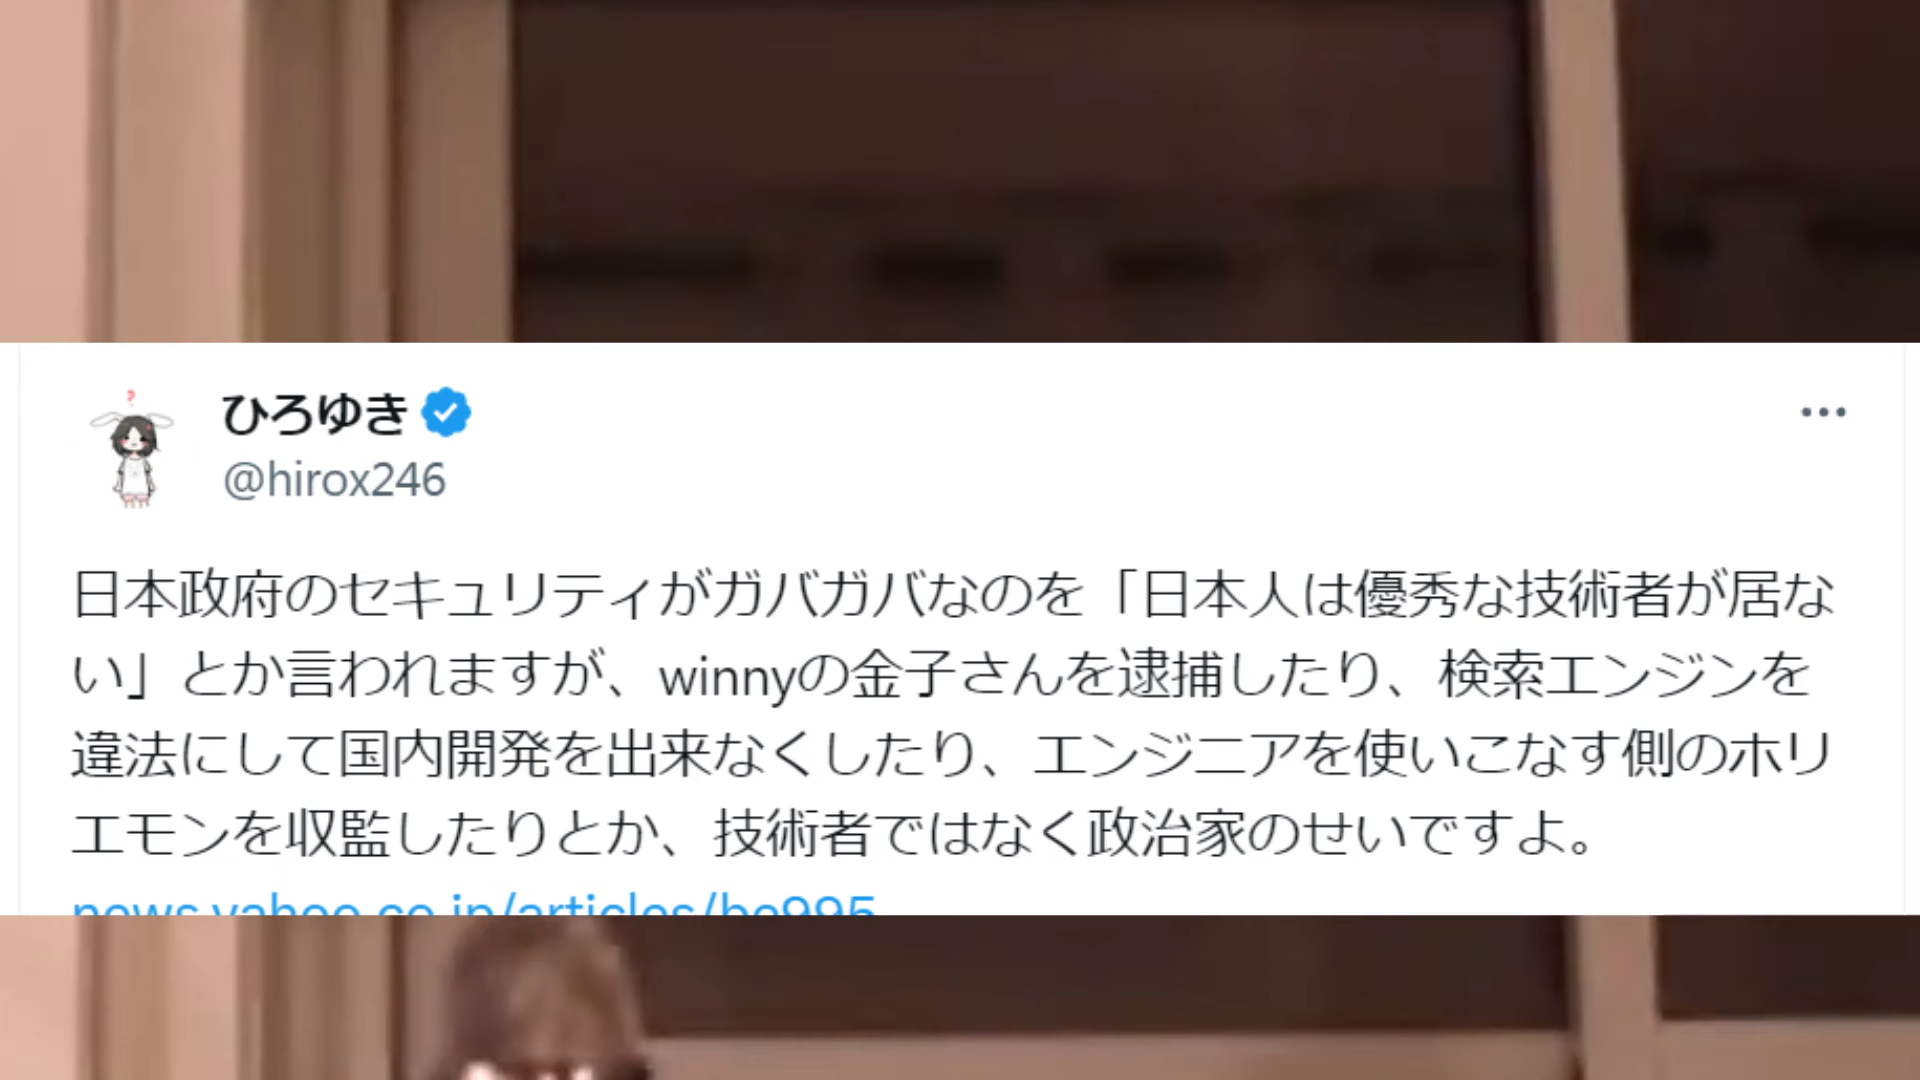 ひろゆき
@hirox246
日本政府のセキュリティがガバガバなのを「日本人は優秀な技術者が居な
い」とか言われますが、winnyの金子さんを逮捕したり、検索エンジンを
違法にして国内開発を出来なくしたり、エンジニアを使いこなす側のホリ
エモンを収監したりとか、技術者ではなく政治家のせいですよ。
news.yahoo.co.jp/articles/be995